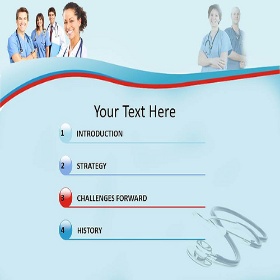 Your Text Here
1 INTRODUCTION
2 STRATEGY
3 CHALLENGES FORWARD
4 HISTORY